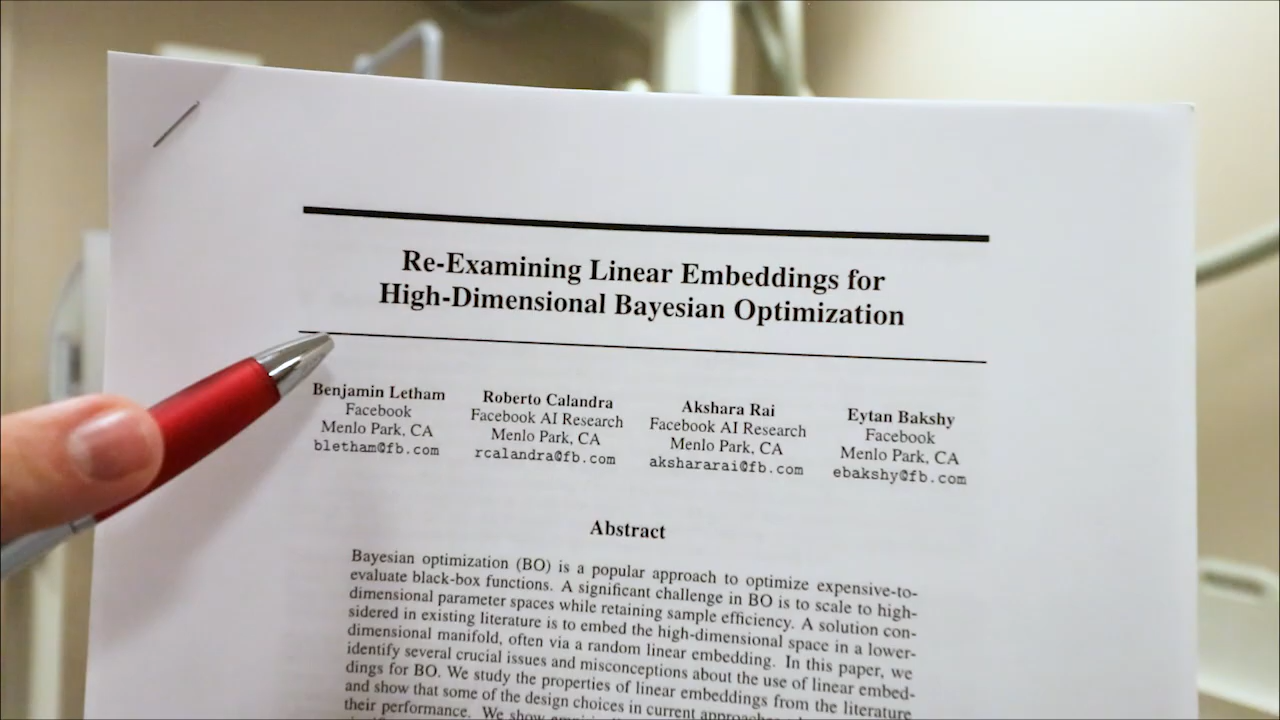 Re-Examining Linear Embeddings for
High-Dimensional Bayesian Optimization
Benjamin Letham
Facebook
Menlo Park, CA
bletham@fb.com
Roberto Calandra
Facebook AI Research
Menlo Park, CA
rcalandra@fb.com
Akshara Rai
Facebook AI Research
Menlo Park, CA
akshararai@fb.com
Eytan Bakshy
Facebook
Menlo Park, CA
ebakshy@fb.com
Abstract
Bayesian optimization (BO) is a popular approach to optimize expensive-to-
evaluate black-box functions. A significant challenge in BO is to scale to high-
dimensional parameter spaces while retaining sample efficiency. A solution con-
sidered in existing literature is to embed the high-dimensional space in a lower-
dimensional manifold, often via a random linear embedding. In this paper, we
identify several crucial issues and misconceptions about the use of linear embed-
dings for BO. We study the properties of linear embeddings from the literature
and show that some of the design choices in current approaches
their performance. We show